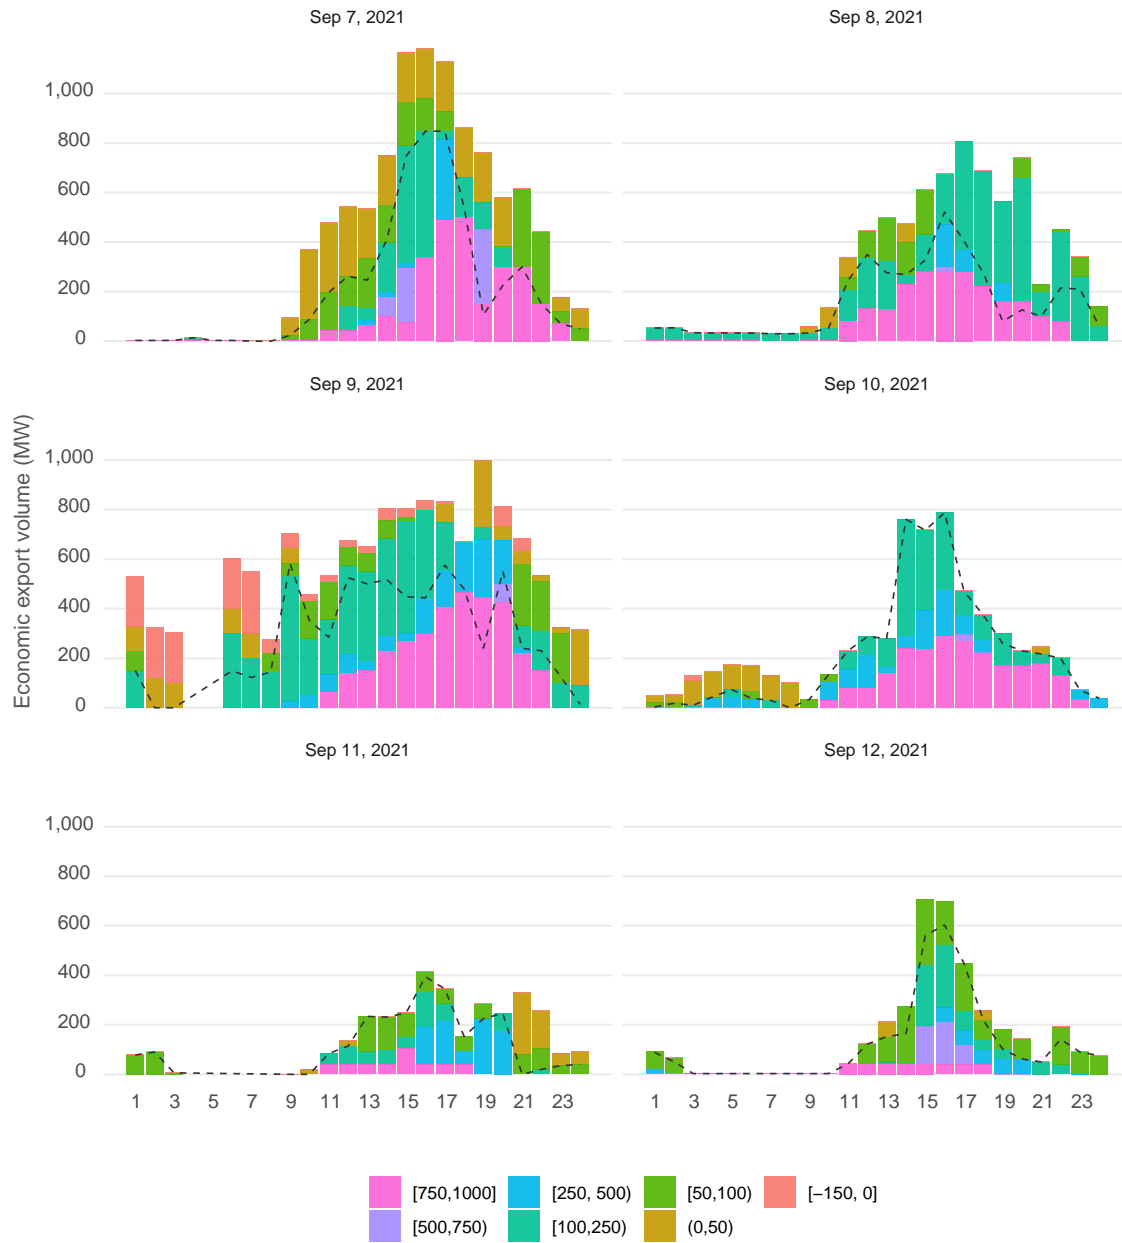 Sep 7, 2021
Sep 8, 2021
1,000
800
600
400
200
0
Sep 9, 2021
Sep 10, 2021
Economic export volume (MW)
1,000
800
600
400
200
0
Sep 11, 2021
Sep 12, 2021
1,000
800
600
400
200
0
1 3 5 7 9 11 13 15 17 19 21 23 1 3 5 7 9 11 13 15 17 19 21 23
[750,1000] [250, 500) [50,100) [−150, 0]
[500,750) [100,250) (0,50)